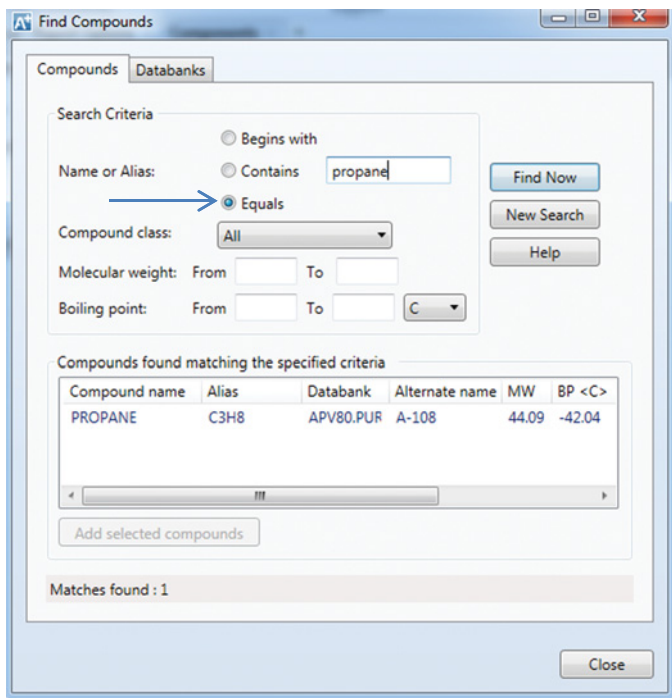 A+ Find Compounds
Compounds Databanks
Search Criteria
Begins with
Name or Alias: Contains propane
Equals
Find Now
New Search
Compound class: All
Help
Molecular weight: From To
Boiling point: From To C
Compounds found matching the specified criteria
Compound name Alias Databank Alternate name MW BP <C>
PROPANE C3H8 APV80.PUR A-108 44.09 -42.04
Add selected compounds
Matches found : 1
Close